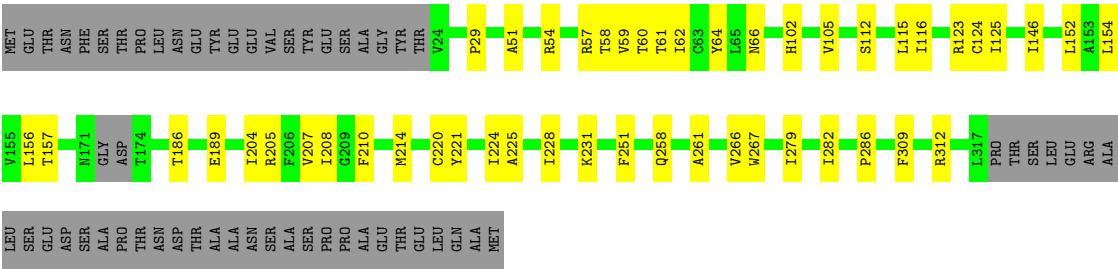 MET GLU THR ASN PHE SER THR PRO LEU ASN GLU TYR GLU GLU VAL SER TYR GLU SER ALA GLY TYR THR V24 P29 A51 R54 R57 T58 V59 T60 T61 I62 C63 Y64 L65 N66 H102 V105 S112 L115 I116 R123 C124 I125 I146 L152 A153 L154
V155 L156 T157 N171 GLY ASP T174 T186 E189 I204 R205 F206 V207 I208 G209 F210 M214 C220 Y221 I224 A225 I228 K231 F251 Q258 A261 V266 W267 I279 I282 P286 F309 R312 L317 PRO THR SER LEU GLU ARG ALA
LEU SER GLU ASP SER ALA PRO THR ASN ASP THR ALA ALA ASN SER ALA SER PRO PRO ALA GLU THR GLU LEU GLN ALA MET